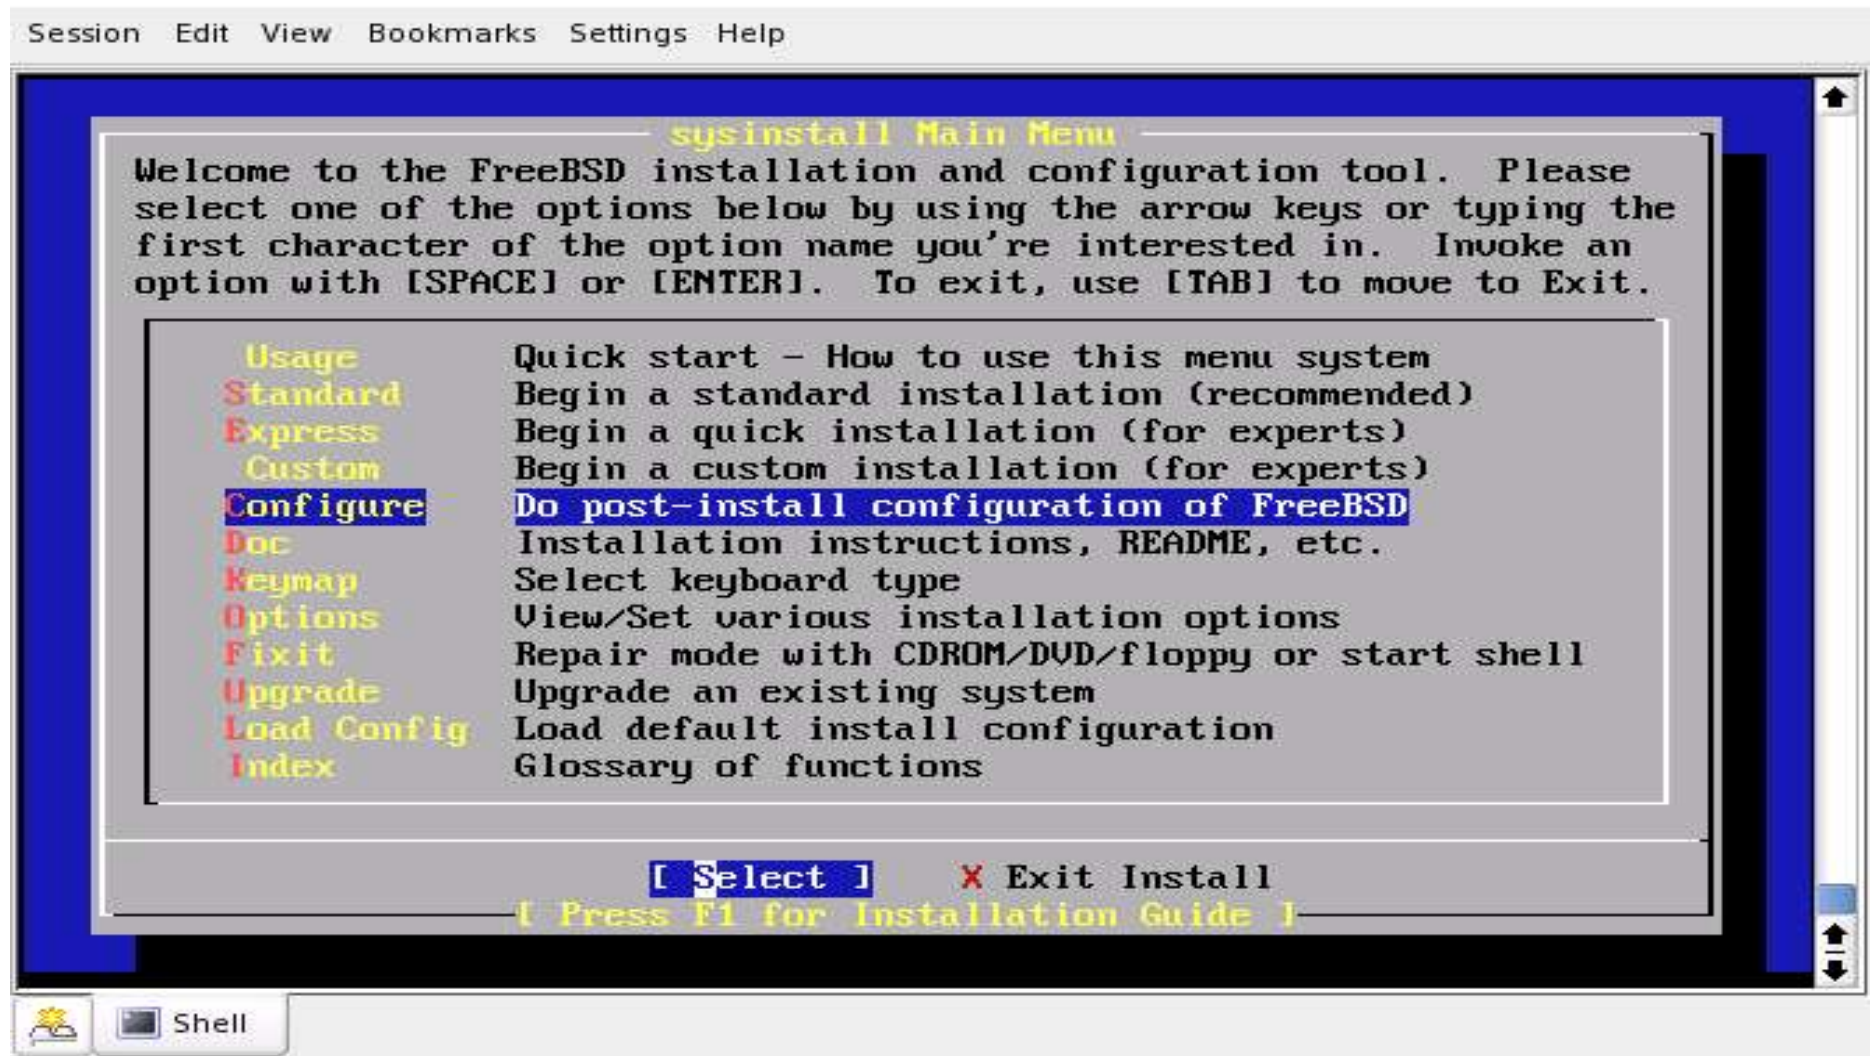 Session Edit View Bookmarks Settings Help
sysinstall Main Menu
Welcome to the FreeBSD installation and configuration tool. Please
select one of the options below by using the arrow keys or typing the
first character of the option name you're interested in. Invoke an
option with [SPACE] or [ENTER]. To exit, use [TAB] to move to Exit.
Usage Quick start - How to use this menu system
Standard Begin a standard installation (recommended)
Express Begin a quick installation (for experts)
Custom Begin a custom installation (for experts)
Configure Do post-install configuration of FreeBSD
Doc Installation instructions, README, etc.
Keymap Select keyboard type
Options View/Set various installation options
Fixit Repair mode with CDROM/DVD/floppy or start shell
Upgrade Upgrade an existing system
Load Config Load default install configuration
Index Glossary of functions
[ Select ] X Exit Install
[ Press F1 for Installation Guide ]
Shell